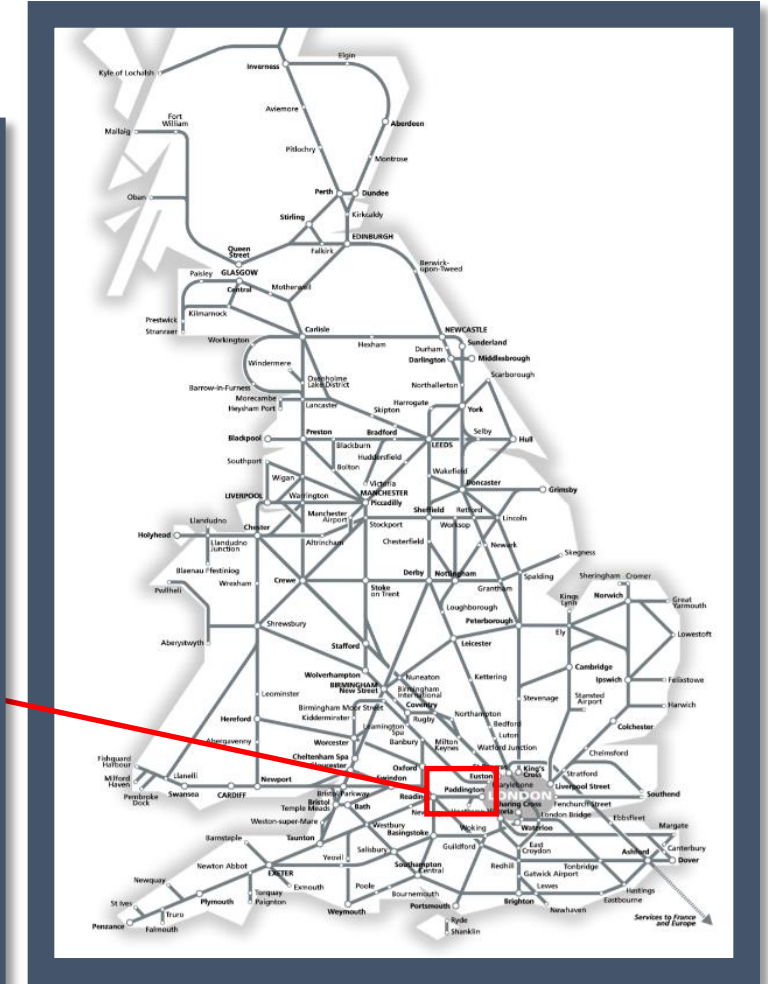 Kyle of Lochalsh
Inverness
Elgin
Aviemore
Aberdeen
Fort
William
Mallaig
Pitlochry
Montrose
Oban
Perth
Dundee
Stirling
Kirkcaldy
Queen
Street
Falkirk
EDINBURGH
Paisley
GLASGOW
Central
Motherwell
Berwick-
upon-Tweed
Prestwick
Stranraer
Kilmarnock
Carlisle
NEWCASTLE
Workington
Hexham
Durham
Sunderland
Windermere
Darlington
Middlesbrough
Oxenholme
Lake District
Barrow-in-Furness
Northallerton
Scarborough
Morecambe
Heysham Port
Lancaster
Skipton
Harrogate
York
Blackpool
Preston
Blackburn
Bradford
LEEDS
Selby
Hull
Southport
Bolton
Huddersfield
Wakefield
Wigan
Victoria
MANCHESTER
Piccadilly
Doncaster
Grimsby
LIVERPOOL
Warrington
Manchester
Airport
Stockport
Sheffield
Retford
Worksop
Lincoln
Holyhead
Llandudno
Llandudno
Junction
Chester
Altrincham
Chesterfield
Newark
Skegness
Blaenau Ffestiniog
Wrexham
Crewe
Stoke
on Trent
Derby
Nottingham
Grantham
Spalding
Sheringham
Cromer
Pwllheli
Kings
Lynn
Norwich
Great
Yarmouth
Loughborough
Peterborough
Shrewsbury
Aberystwyth
Stafford
Leicester
Ely
Lowestoft
Wolverhampton
BIRMINGHAM
New Street
Nuneaton
Birmingham
International
Kettering
Cambridge
Ipswich
Felixstowe
Leominster
Birmingham Moor Street
Kidderminster
Coventry
Rugby
Northampton
Stevenage
Stansted
Airport
Harwich
Hereford
Leamington
Spa
Bedford
Luton
Colchester
Abergavenny
Worcester
Banbury
Milton
Keynes
Watford Junction
Chelmsford
Fishguard
Harbour
Milford
Haven
Pembroke
Dock
Llanelli
Swansea
CARDIFF
Newport
Cheltenham Spa
Gloucester
Oxford
Swindon
Euston
King's
Cross
Stratford
Paddington
Marylebone
Liverpool Street
Southend
LONDON
Bristol Parkway
Bristol
Temple Meads
Bath
Reading
Charing Cross
Fenchurch Street
Victoria
London Bridge
Ebbsfleet
Weston-super-Mare
Westbury
Basingstoke
Woking
Waterloo
Margate
Barnstaple
Taunton
Salisbury
Guildford
East
Croydon
Canterbury
Newton Abbot
Yeovil
Southampton
Central
Redhill
Gatwick Airport
Tonbridge
Ashford
Dover
Newquay
EXETER
Exmouth
Poole
Bournemouth
Lewes
Hastings
Eastbourne
St Ives
Truro
Plymouth
Torquay
Paignton
Weymouth
Portsmouth
Brighton
Newhaven
Penzance
Falmouth
Ryde
Shanklin
Services to France
and Europe